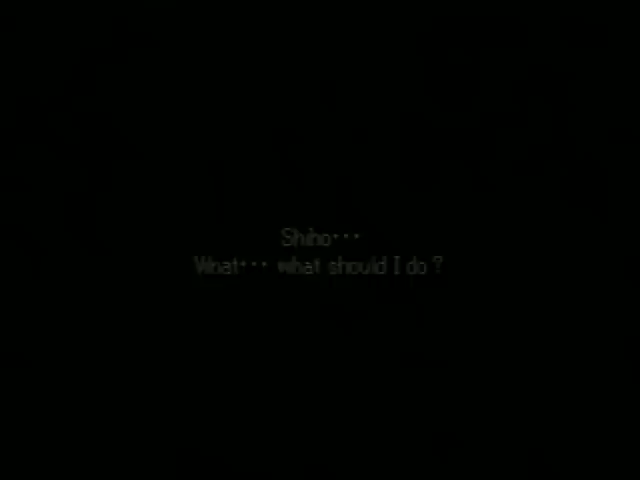 Shiho･･･
What･･･ what should I do ?